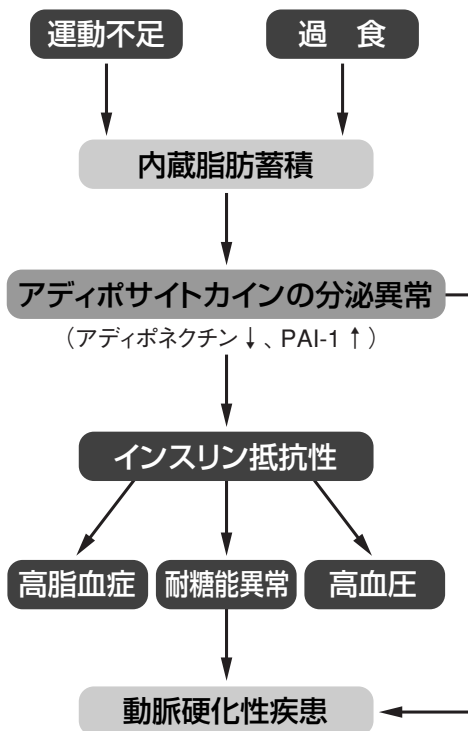 運動不足
過 食
内蔵脂肪蓄積
アディポサイトカインの分泌異常
（アディポネクチン↓、PAI-1 ↑）
インスリン抵抗性
高脂血症
耐糖能異常
高血圧
動脈硬化性疾患